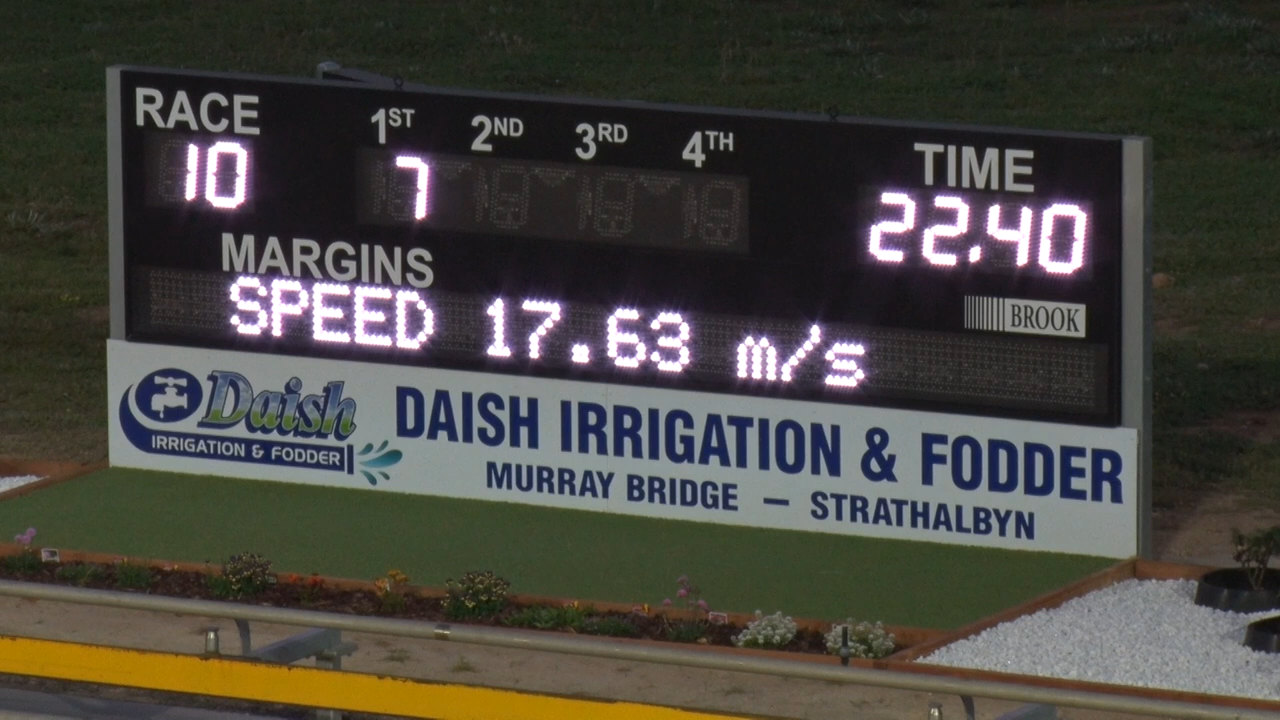 RACE 1ST 2ND 3RD 4TH TIME
10 7 22.40
MARGINS
SPEED 17.63 m/s
BROOK
Daish
IRRIGATION & FODDER
DAISH IRRIGATION & FODDER
MURRAY BRIDGE – STRATHALBYN